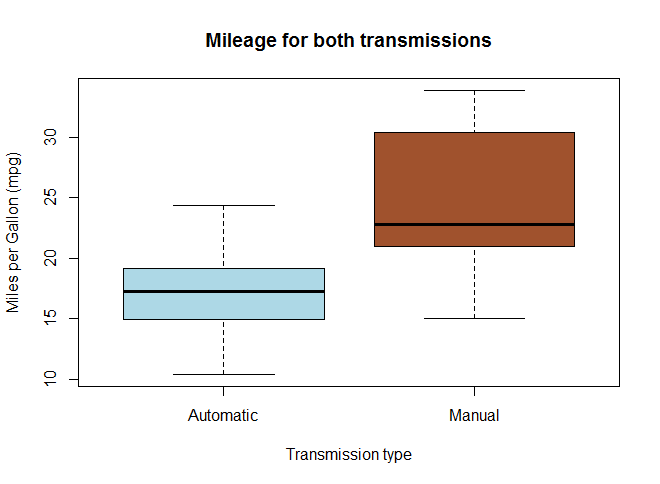 Mileage for both transmissions
Miles per Gallon (mpg)
30
25
20
15
10
Automatic Manual
Transmission type